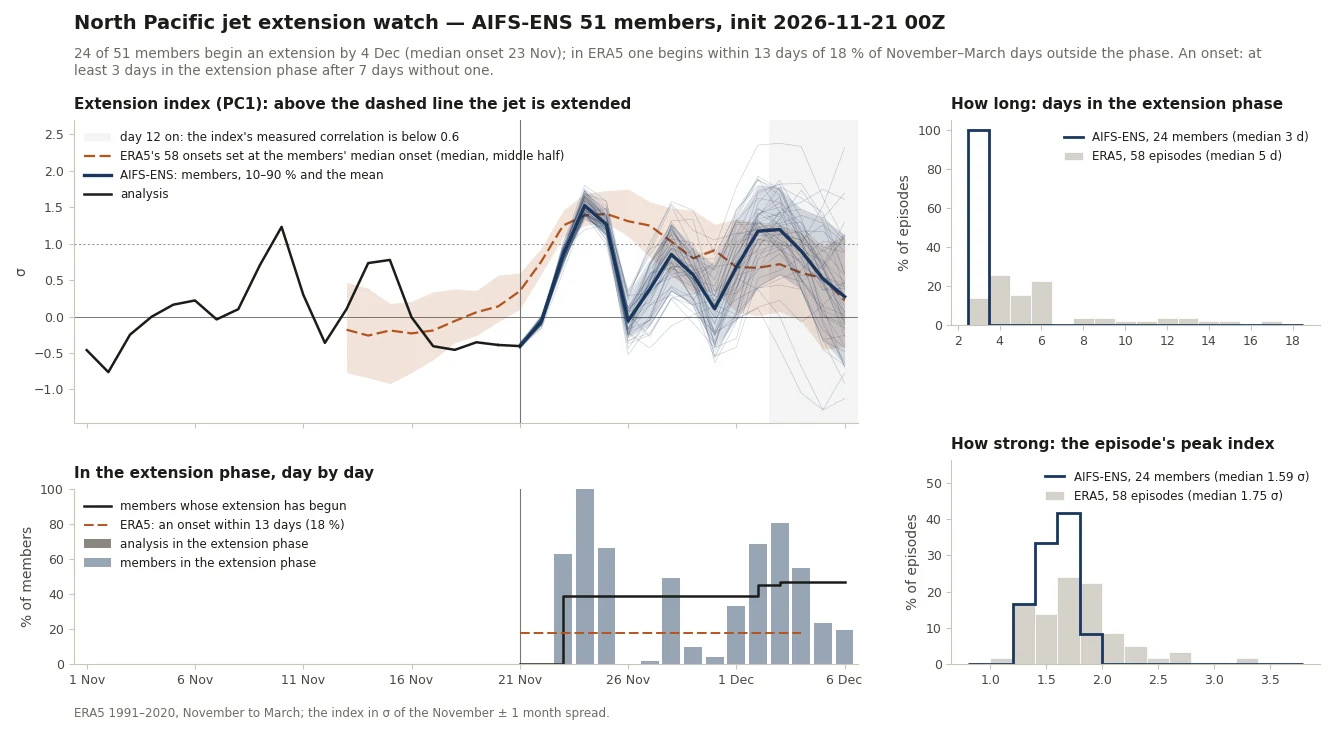 North Pacific jet extension watch — AIFS-ENS 51 members, init 2026-11-21 00Z
24 of 51 members begin an extension by 4 Dec (median onset 23 Nov); in ERA5 one begins within 13 days of 18 % of November–March days outside the phase. An onset: at
least 3 days in the extension phase after 7 days without one.
Extension index (PC1): above the dashed line the jet is extended
day 12 on: the index's measured correlation is below 0.6
ERA5's 58 onsets set at the members' median onset (median, middle half)
AIFS-ENS: members, 10–90 % and the mean
analysis
σ
2.5
2.0
1.5
1.0
0.5
0.0
−0.5
−1.0
How long: days in the extension phase
AIFS-ENS, 24 members (median 3 d)
ERA5, 58 episodes (median 5 d)
% of episodes
100
80
60
40
20
0
2 4 6 8 10 12 14 16 18
In the extension phase, day by day
members whose extension has begun
ERA5: an onset within 13 days (18 %)
analysis in the extension phase
members in the extension phase
% of members
100
80
60
40
20
0
1 Nov 6 Nov 11 Nov 16 Nov 21 Nov 26 Nov 1 Dec 6 Dec
How strong: the episode's peak index
AIFS-ENS, 24 members (median 1.59 σ)
ERA5, 58 episodes (median 1.75 σ)
% of episodes
50
40
30
20
10
0
1.0 1.5 2.0 2.5 3.0 3.5
ERA5 1991–2020, November to March; the index in σ of the November ± 1 month spread.